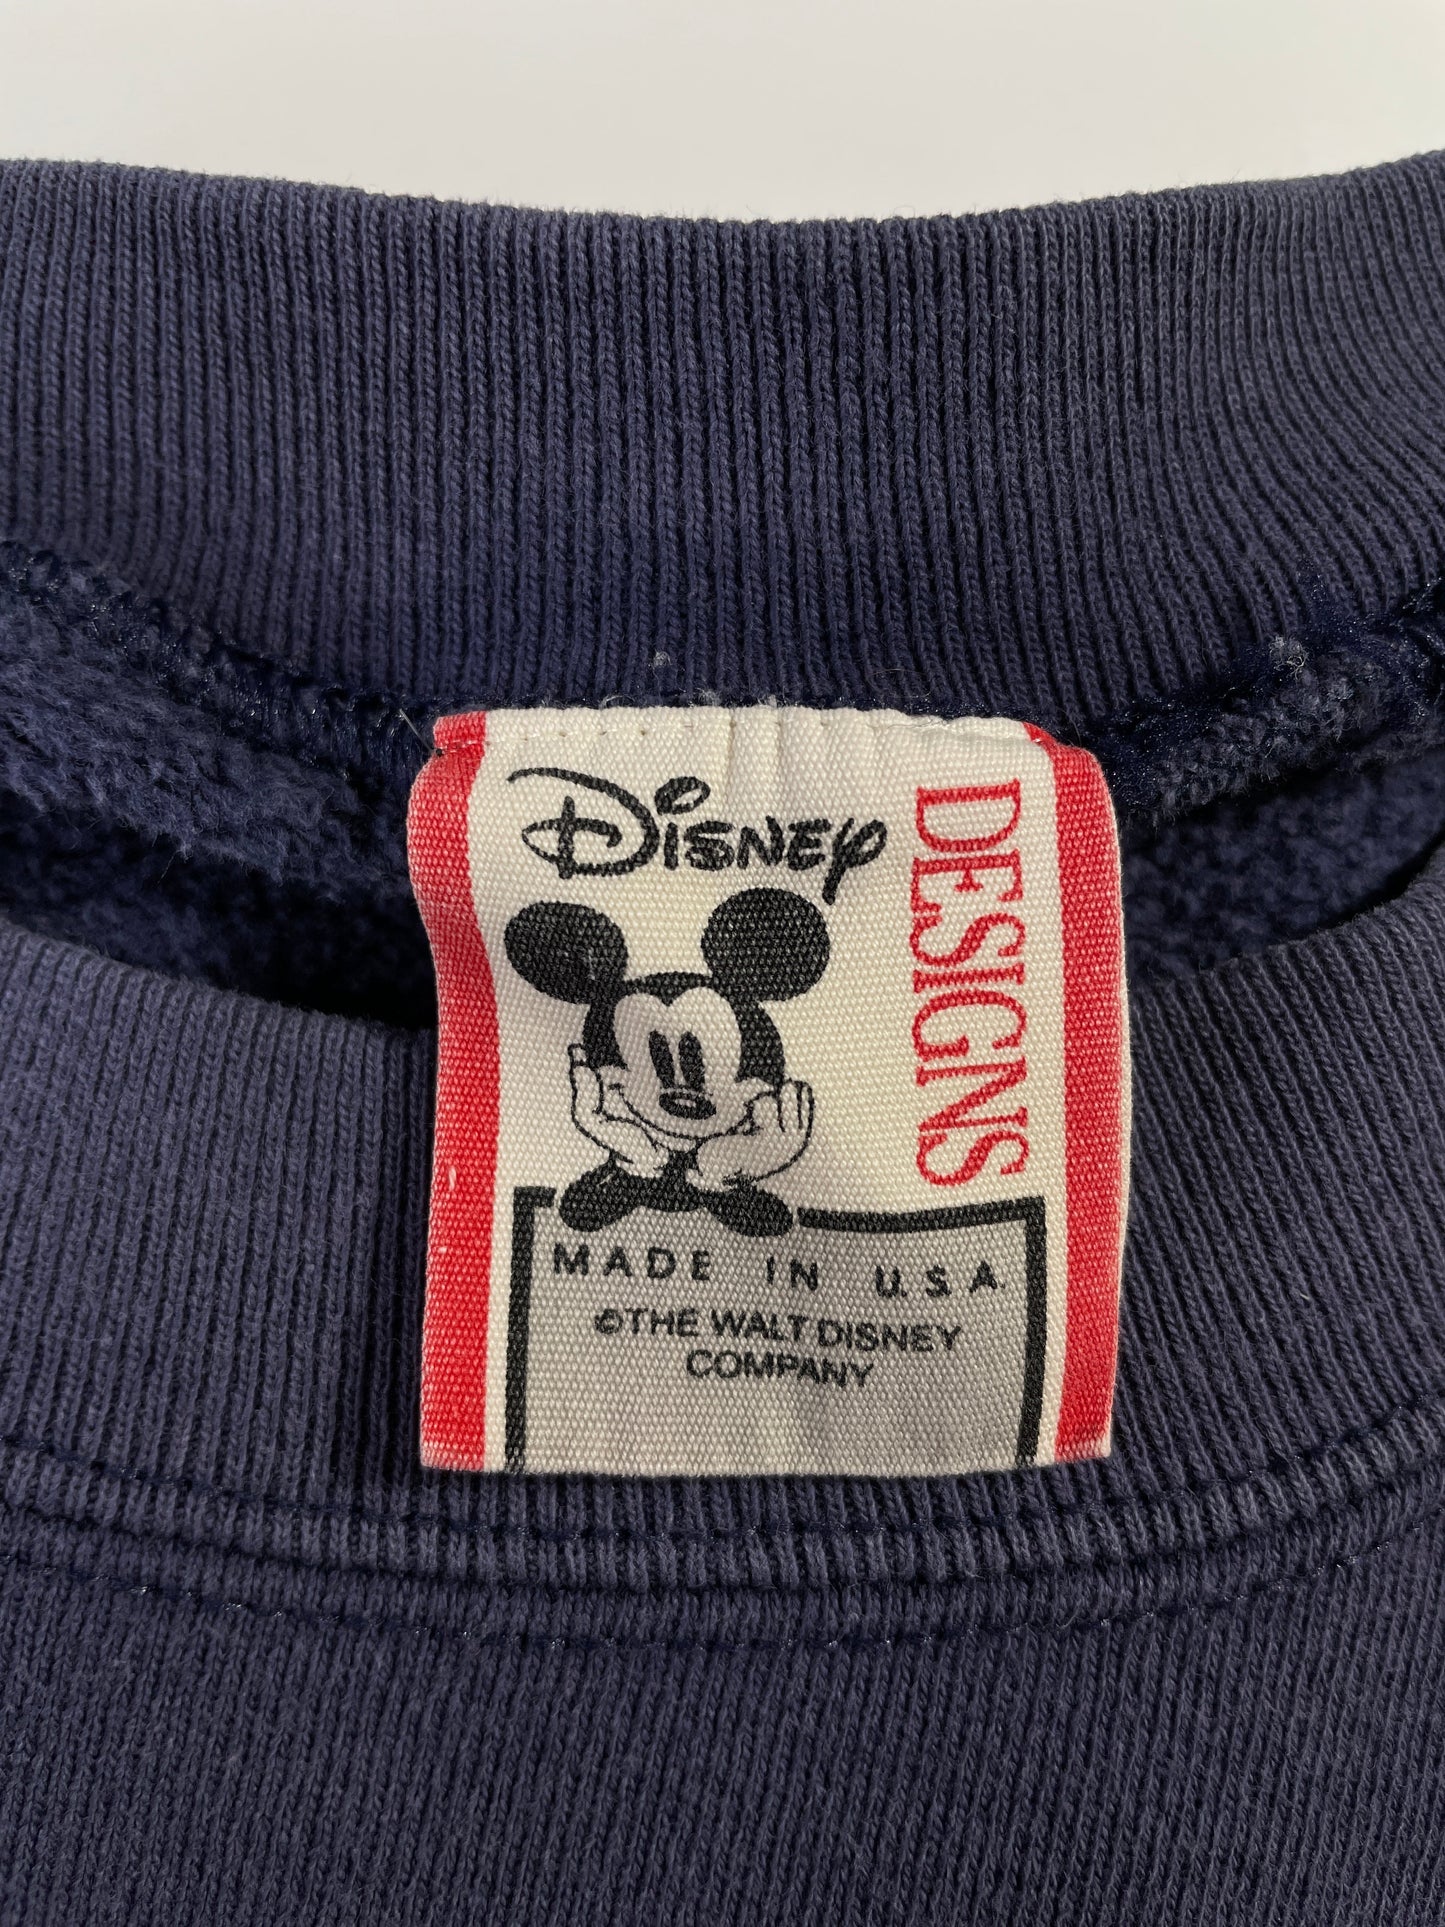 Disney
DESIGNS
MADE IN U.S.A.
©THE WALT DISNEY
COMPANY